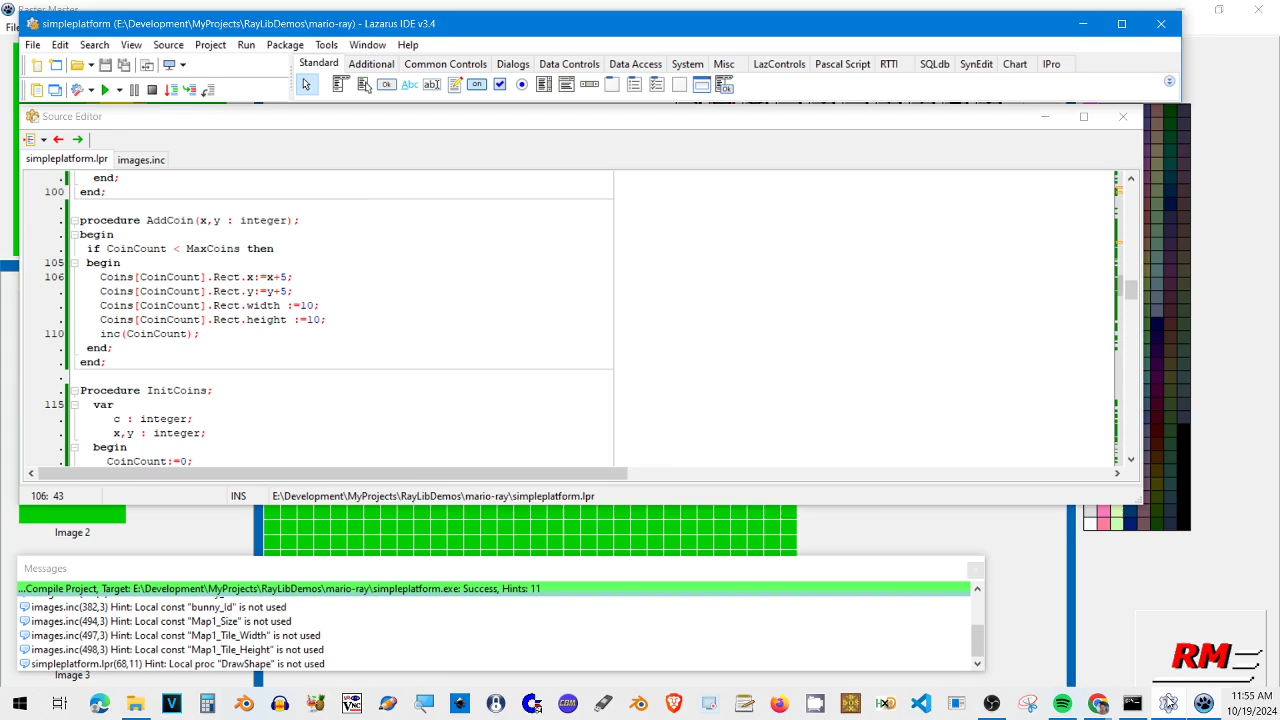 Raster Master
simpleplatform (E:\Development\MyProjects\RayLibDemos\mario-ray) - Lazarus IDE v3.4
File Edit Search View Source Project Run Package Tools Window Help
Standard Additional Common Controls Dialogs Data Controls Data Access System Misc LazControls Pascal Script RTTI SQLdb SynEdit Chart IPro
Source Editor
simpleplatform.lpr images.inc
end;
100 end;
procedure AddCoin(x,y : integer);
begin
if CoinCount < MaxCoins then
105 begin
106 Coins[CoinCount].Rect.x:=x+5;
Coins[CoinCount].Rect.y:=y+5;
Coins[CoinCount].Rect.width :=10;
Coins[CoinCount].Rect.height :=10;
110 inc(CoinCount);
end;
end;
Procedure InitCoins;
115 var
c : integer;
x,y : integer;
begin
CoinCount:=0;
106: 43 INS E:\Development\MyProjects\RayLibDemos\mario-ray\simpleplatform.lpr
Image 2
Messages
...Compile Project, Target: E:\Development\MyProjects\RayLibDemos\mario-ray\simpleplatform.exe: Success, Hints: 11
images.inc(382,3) Hint: Local const "bunny_Id" is not used
images.inc(494,3) Hint: Local const "Map1_Size" is not used
images.inc(497,3) Hint: Local const "Map1_Tile_Width" is not used
images.inc(500,3) Hint: Local const "Map1_Tile_Height" is not used
simpleplatform.lpr(68,11) Hint: Local proc "DrawShape" is not used
Image 3
RM
11:55 AM
10/19/2024